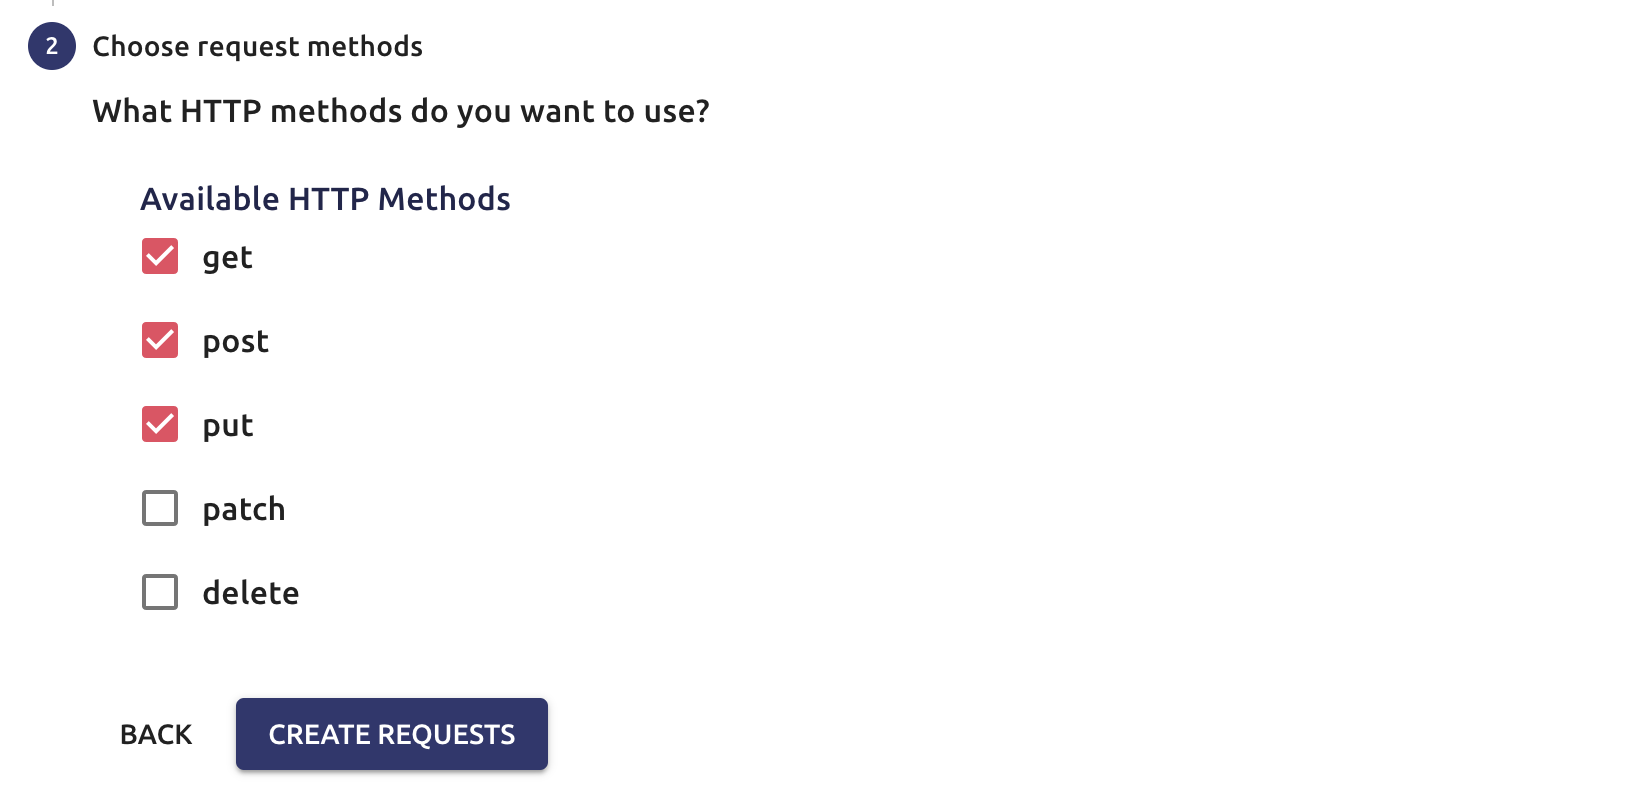 2 Choose request methods
What HTTP methods do you want to use?
Available HTTP Methods
get
post
put
patch
delete
BACK CREATE REQUESTS